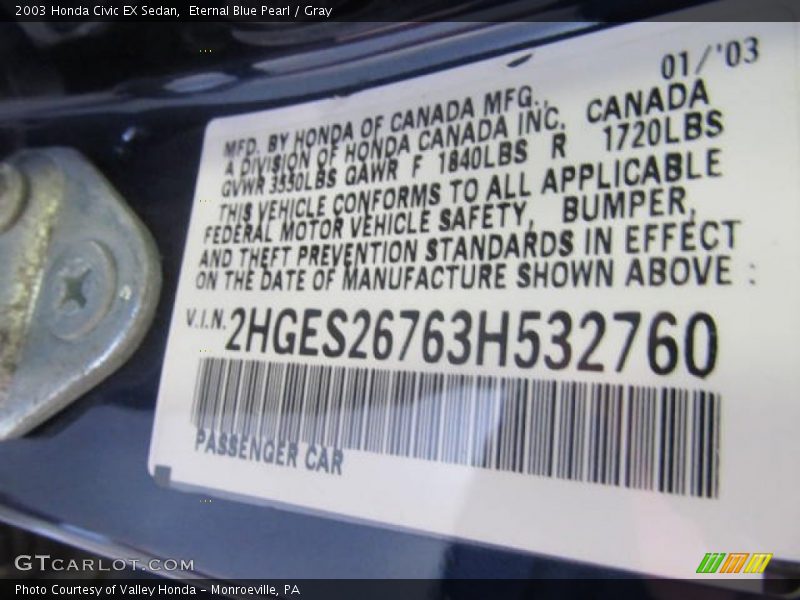 2003 Honda Civic EX Sedan,  Eternal Blue Pearl / Gray
01/'03
MFD. BY HONDA OF CANADA MFG.,
A DIVISION OF HONDA CANADA INC. CANADA
GVWR 3550LBS GAWR F 1840LBS R 1720LBS
THIS VEHICLE CONFORMS TO ALL APPLICABLE
FEDERAL MOTOR VEHICLE SAFETY, BUMPER,
AND THEFT PREVENTION STANDARDS IN EFFECT
ON THE DATE OF MANUFACTURE SHOWN ABOVE :
V.I.N. 2HGES26763H532760
PASSENGER CAR
GTCARLOT.COM
Photo Courtesy of Valley Honda - Monroeville, PA